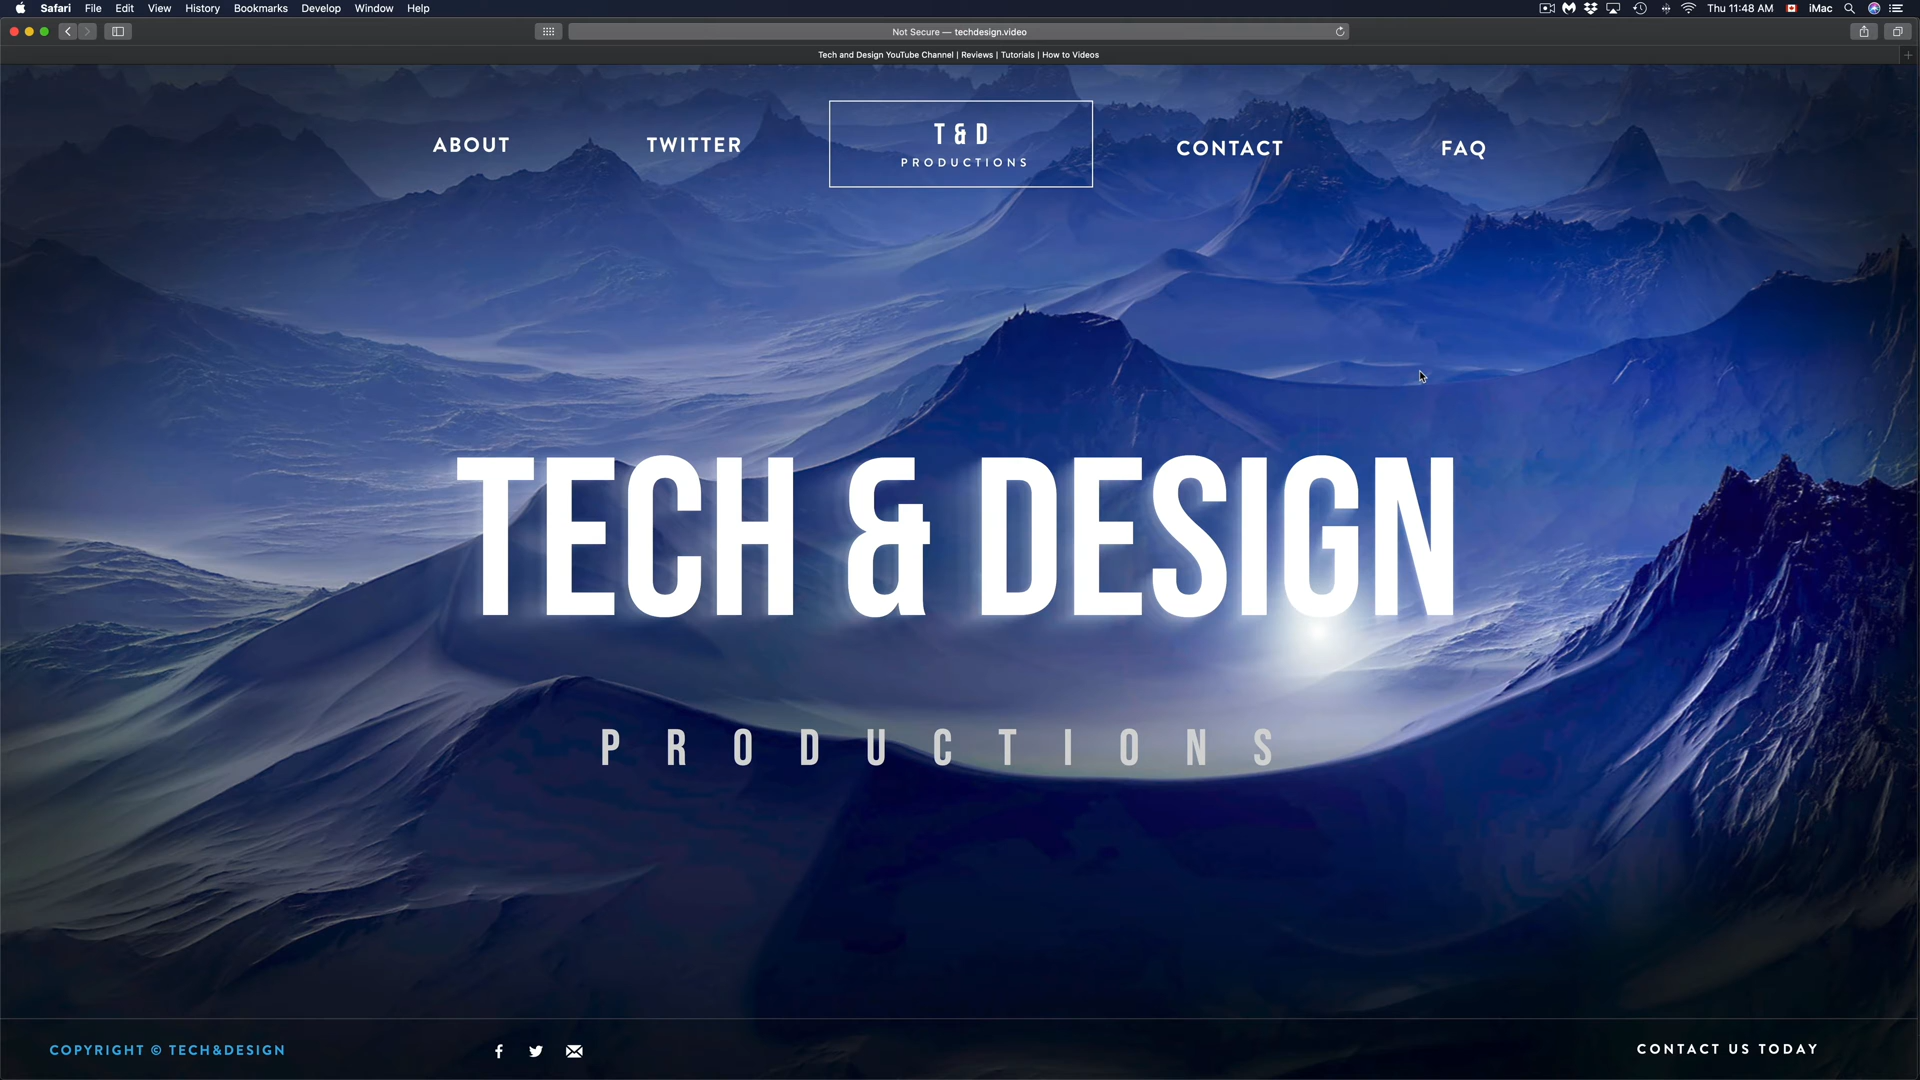 Safari File Edit View History Bookmarks Develop Window Help Thu 11:48 AM iMac
Not Secure — techdesign.video
Tech and Design YouTube Channel | Reviews | Tutorials | How to Videos
ABOUT TWITTER T & D CONTACT FAQ
PRODUCTIONS
TECH & DESIGN
PRODUCTIONS
COPYRIGHT © TECH&DESIGN CONTACT US TODAY